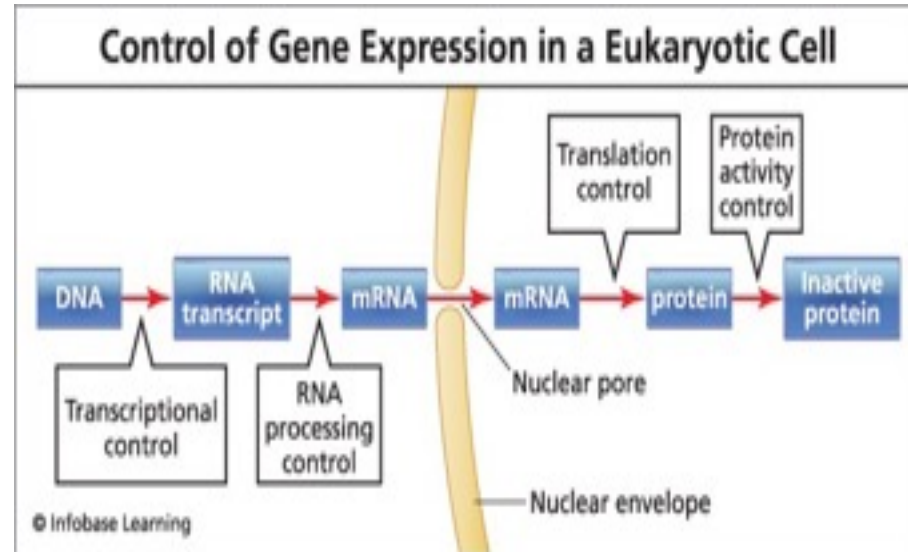 Control of Gene Expression in a Eukaryotic Cell
Translation
control
Protein
activity
control
DNA
RNA
transcript
mRNA
mRNA
protein
Inactive
protein
Transcriptional
control
RNA
processing
control
Nuclear pore
Nuclear envelope
© Infobase Learning